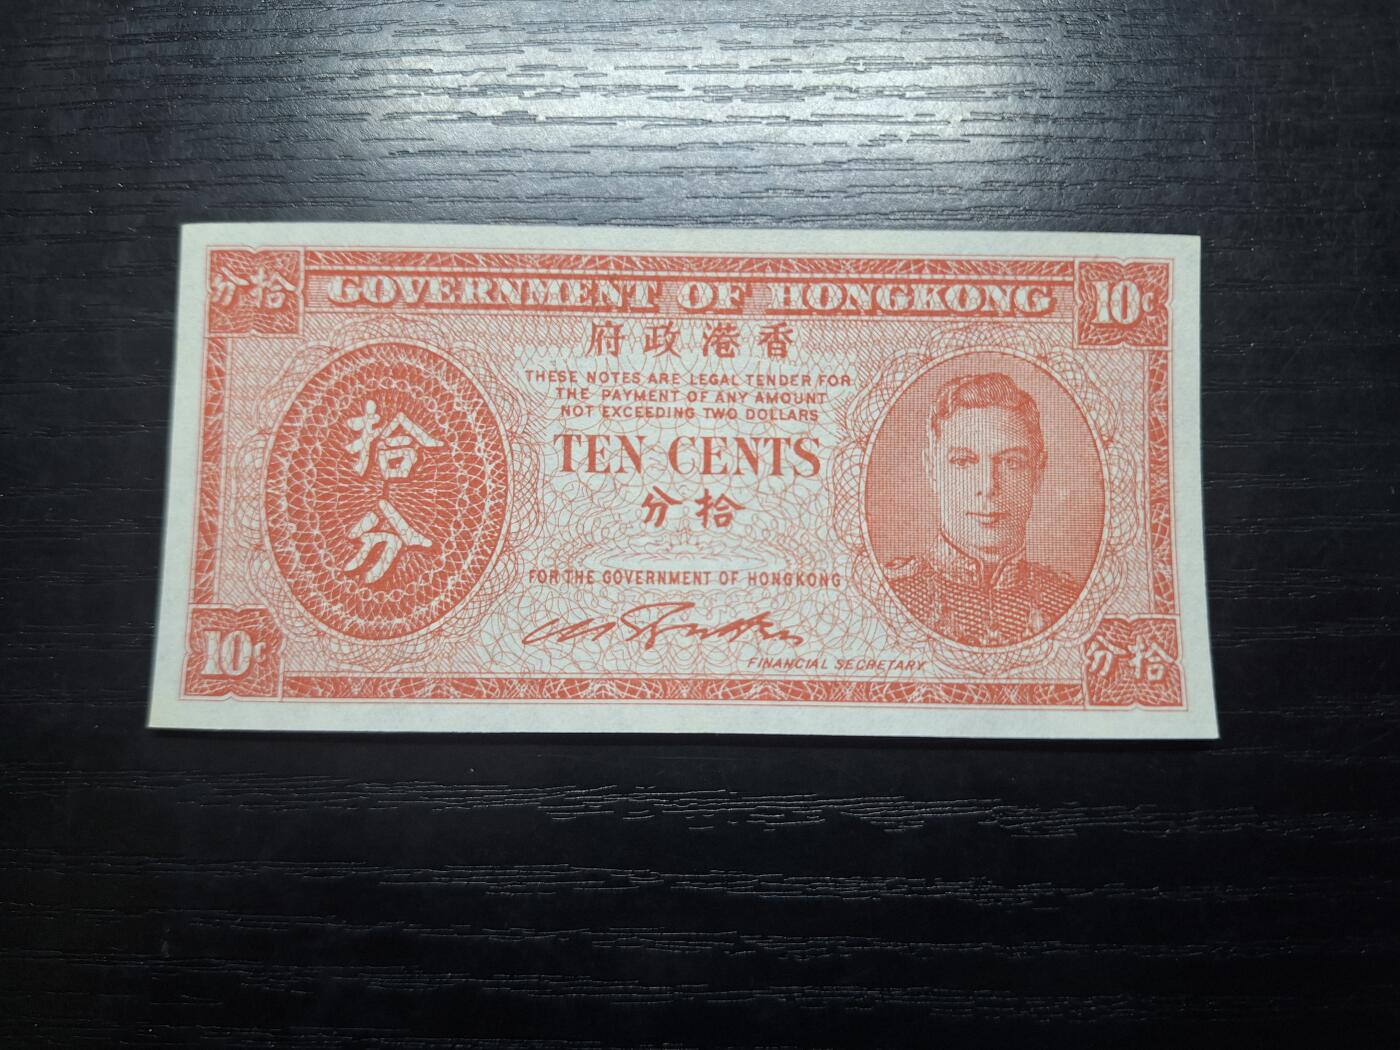 分拾
GOVERNMENT OF HONGKONG
10c
府政港香
THESE NOTES ARE LEGAL TENDER FOR
THE PAYMENT OF ANY AMOUNT
NOT EXCEEDING TWO DOLLARS
拾
分
TEN CENTS
分拾
FOR THE GOVERNMENT OF HONGKONG
FINANCIAL SECRETARY
10c
分拾